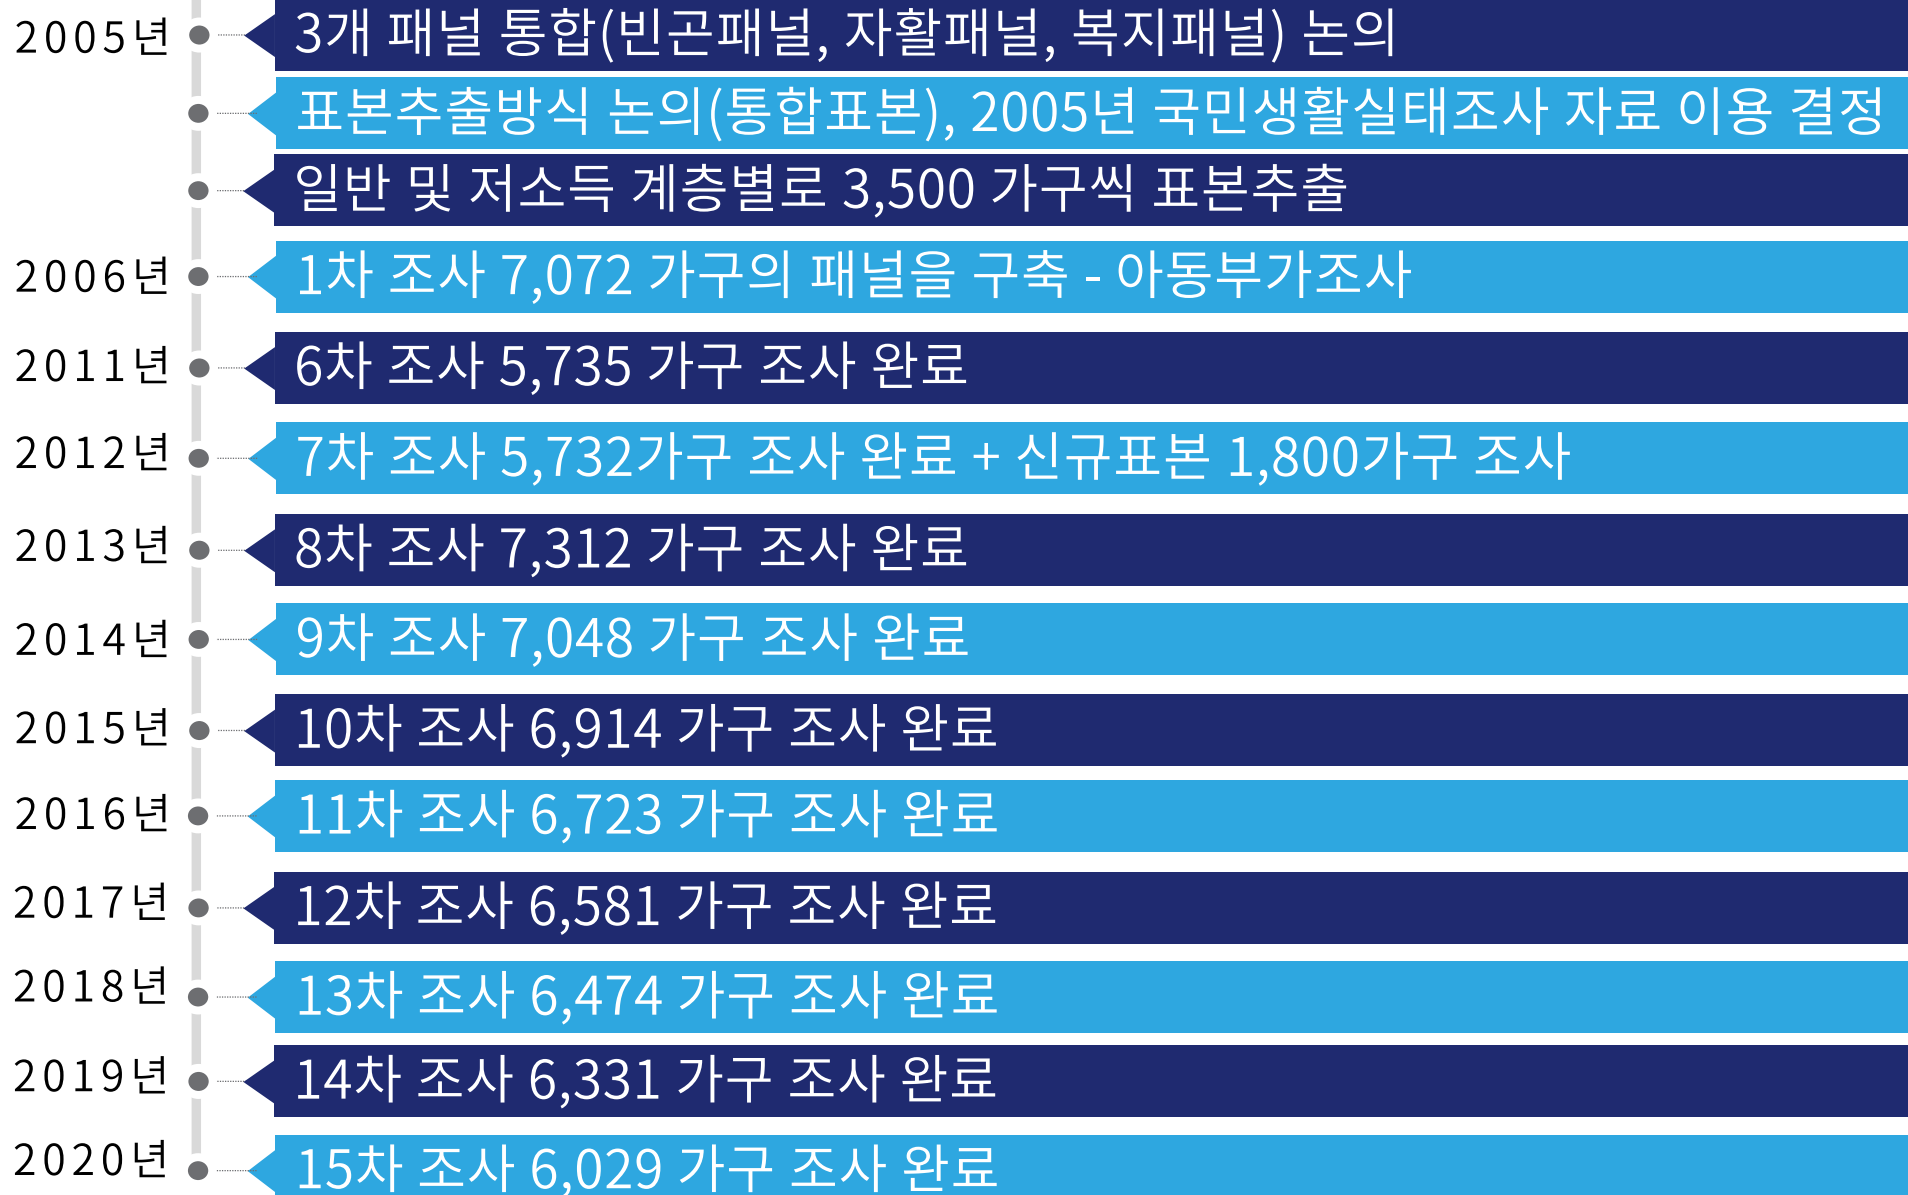 2005년 3개 패널 통합(빈곤패널, 자활패널, 복지패널) 논의
표본추출방식 논의(통합표본), 2005년 국민생활실태조사 자료 이용 결정
일반 및 저소득 계층별로 3,500 가구씩 표본추출
2006년 1차 조사 7,072 가구의 패널을 구축 - 아동부가조사
2011년 6차 조사 5,735 가구 조사 완료
2012년 7차 조사 5,732가구 조사 완료 + 신규표본 1,800가구 조사
2013년 8차 조사 7,312 가구 조사 완료
2014년 9차 조사 7,048 가구 조사 완료
2015년 10차 조사 6,914 가구 조사 완료
2016년 11차 조사 6,723 가구 조사 완료
2017년 12차 조사 6,581 가구 조사 완료
2018년 13차 조사 6,474 가구 조사 완료
2019년 14차 조사 6,331 가구 조사 완료
2020년 15차 조사 6,029 가구 조사 완료